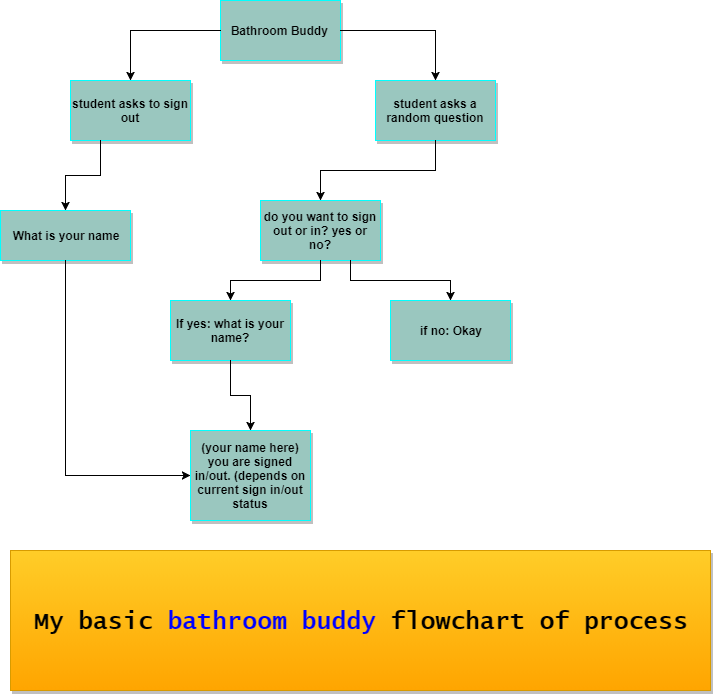 Bathroom Buddy
student asks to sign
out
student asks a
random question
What is your name
do you want to sign
out or in? yes or
no?
If yes: what is your
name?
if no: Okay
(your name here)
you are signed
in/out. (depends on
current sign in/out
status
My basic bathroom buddy flowchart of process